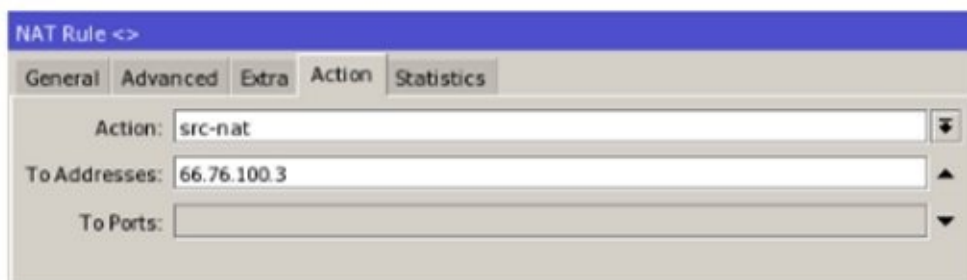 NAT Rule <>
General Advanced Extra Action Statistics
Action: src-nat
To Addresses: 66.76.100.3
To Ports: